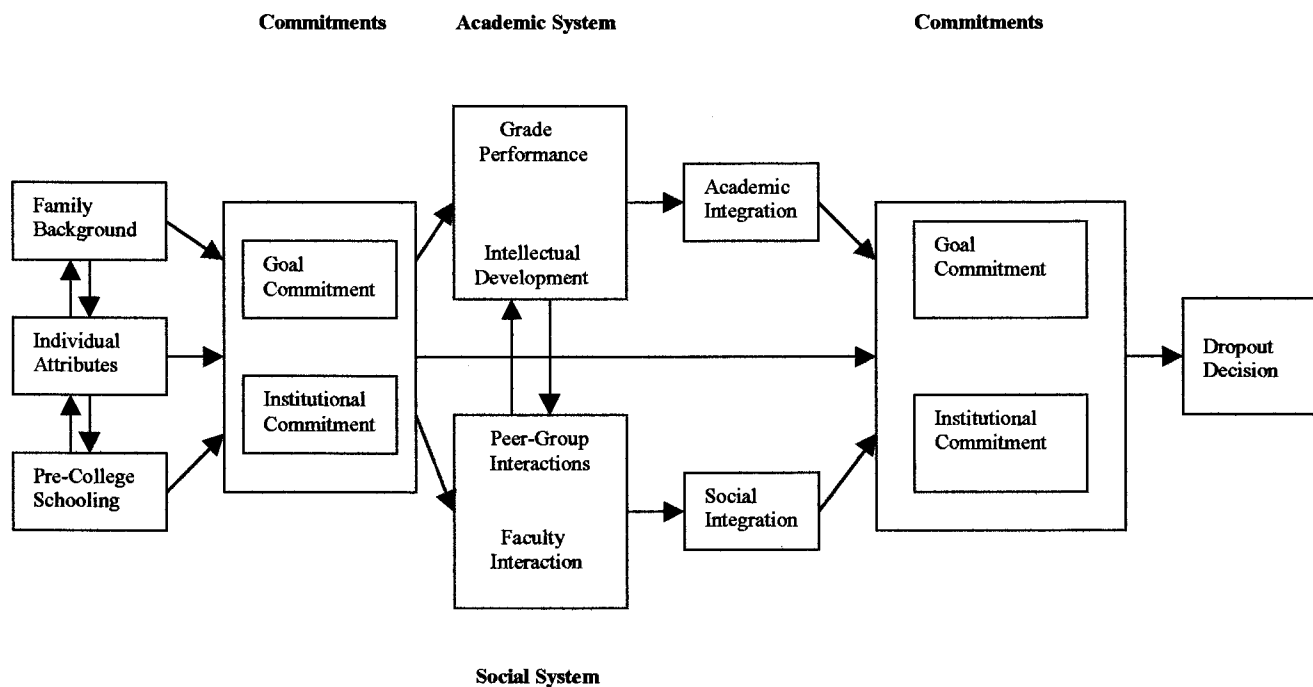 Commitments
Academic System
Commitments
Grade
Performance
Intellectual
Development
Family
Background
Individual
Attributes
Pre-College
Schooling
Goal
Commitment
Institutional
Commitment
Peer-Group
Interactions
Faculty
Interaction
Academic
Integration
Social
Integration
Goal
Commitment
Institutional
Commitment
Dropout
Decision
Social System